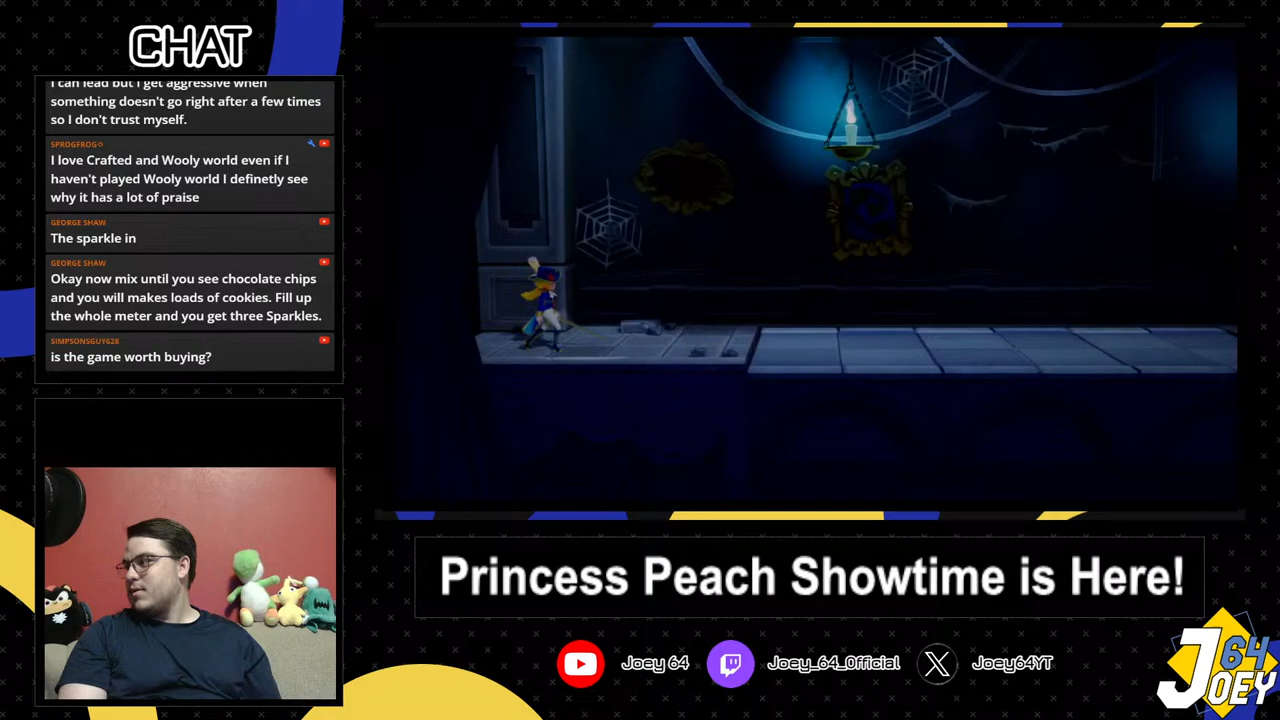 CHAT
I can lead but I get aggressive when
something doesn't go right after a few times
so I don't trust myself.
SPROGFROG
I love Crafted and Wooly world even if I
haven't played Wooly world I definetly see
why it has a lot of praise
GEORGE SHAW
The sparkle in
GEORGE SHAW
Okay now mix until you see chocolate chips
and you will makes loads of cookies. Fill up
the whole meter and you get three Sparkles.
SIMPSONSGUY628
is the game worth buying?
Princess Peach Showtime is Here!
Joey 64
Joey_64_Official
Joey64YT
64
JOEY